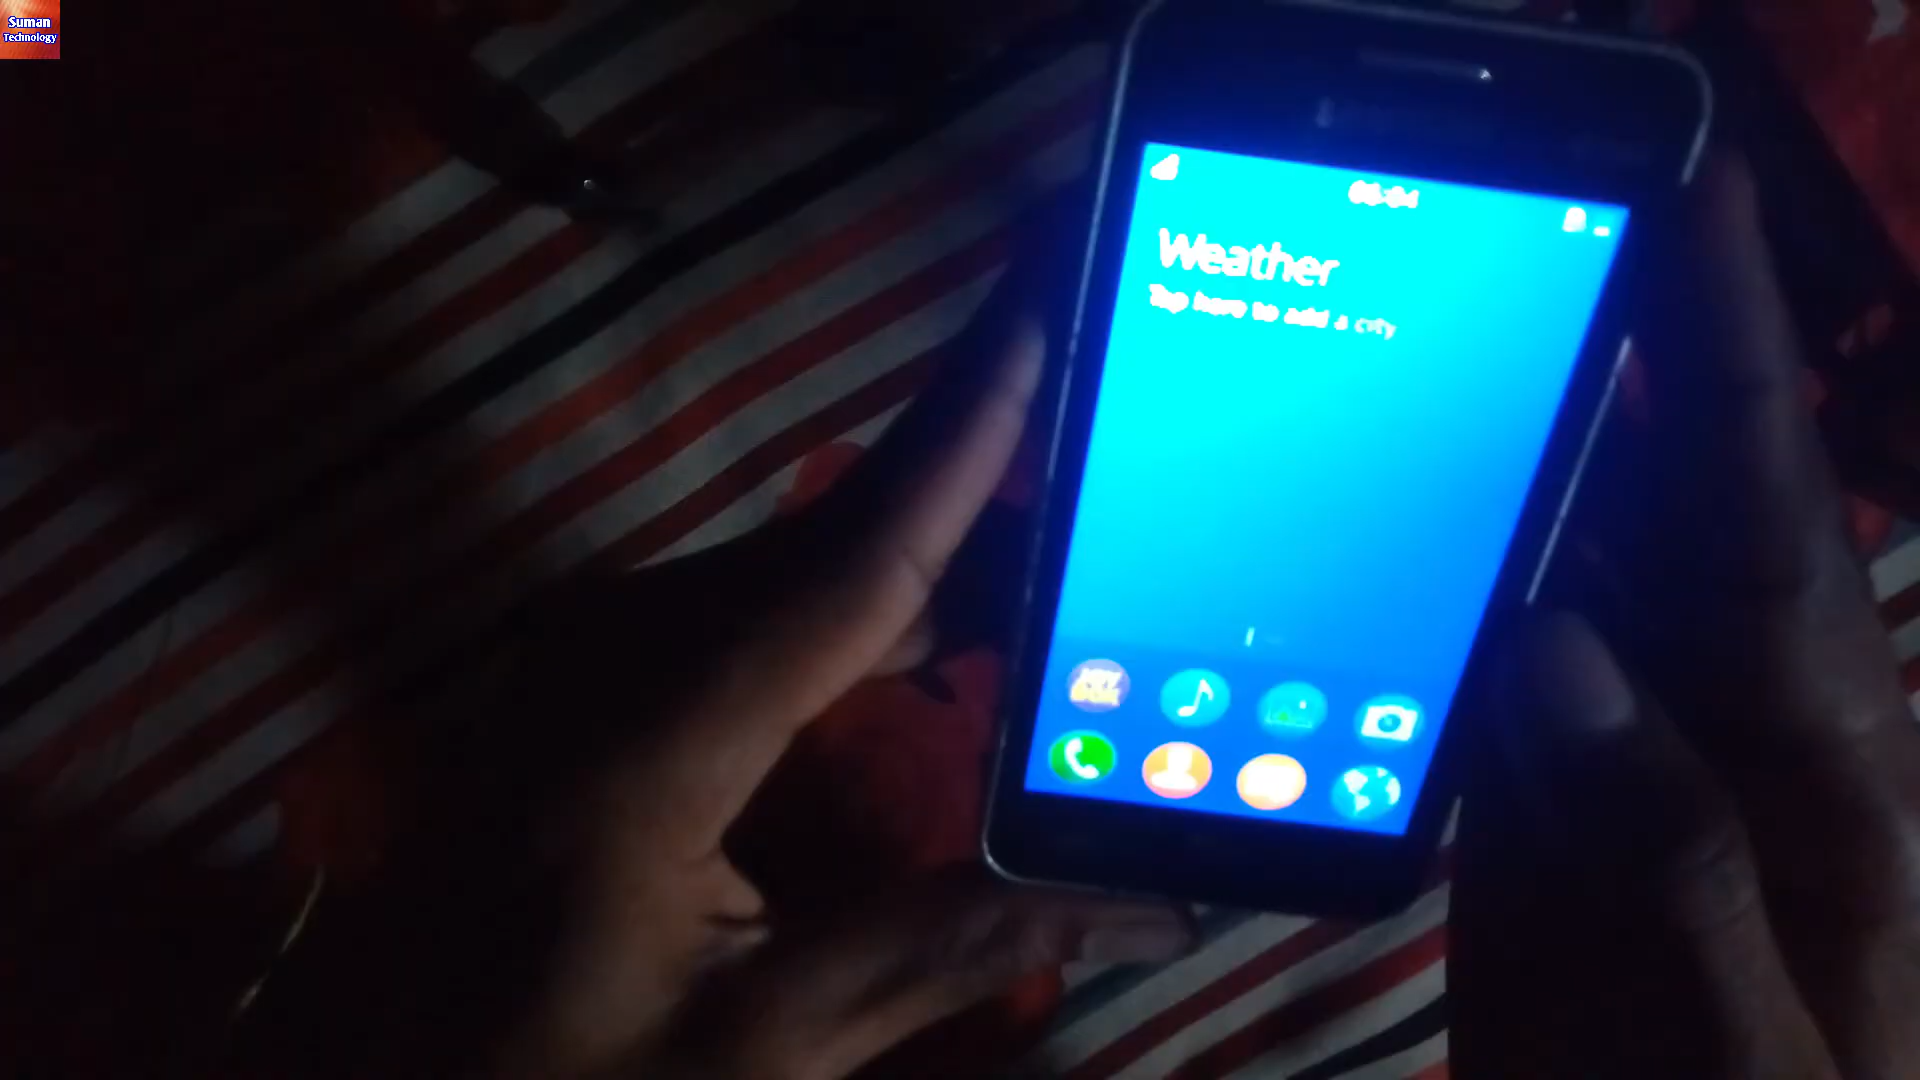 Suman
Technology
Weather
Tap here to add a city